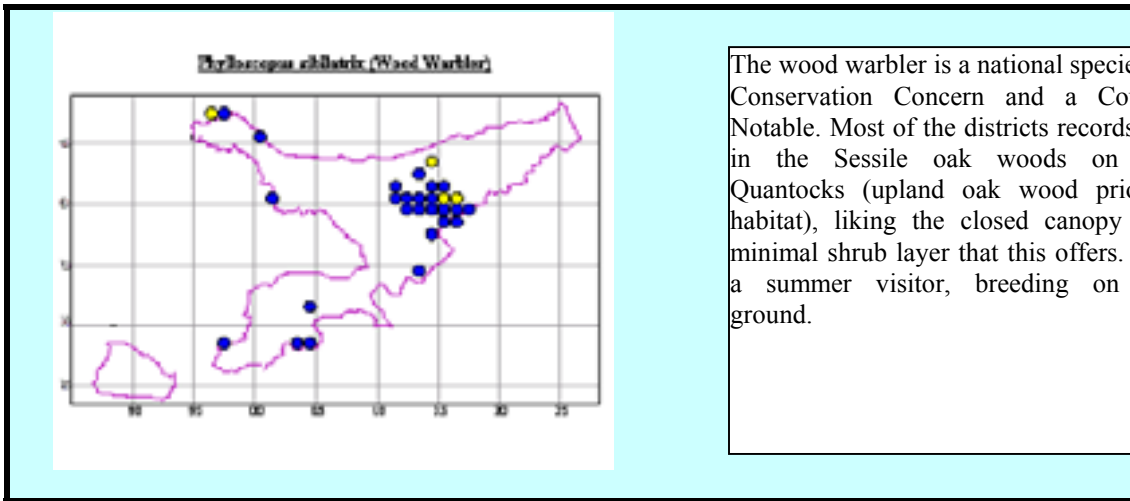 Phylloscopus sibilatrix (Wood Warbler)
The wood warbler is a national specie
Conservation Concern and a Co
Notable. Most of the districts records
in the Sessile oak woods on
Quantocks (upland oak wood pri
habitat), liking the closed canopy
minimal shrub layer that this offers.
a summer visitor, breeding on
ground.